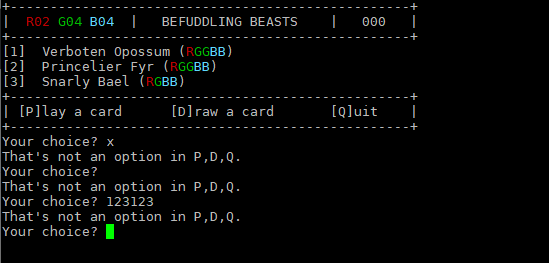 +--------------------------------------------------+
| R02 G04 B04 | BEFUDDLING BEASTS | 000 |
+--------------------------------------------------+
[1] Verboten Opossum (RGGBB)
[2] Princelier Fyr (RGGBB)
[3] Snarly Bael (RGBB)
+--------------------------------------------------+
| [P]lay a card [D]raw a card [Q]uit |
+--------------------------------------------------+
Your choice? x
That's not an option in P,D,Q.
Your choice?
That's not an option in P,D,Q.
Your choice? 123123
That's not an option in P,D,Q.
Your choice?